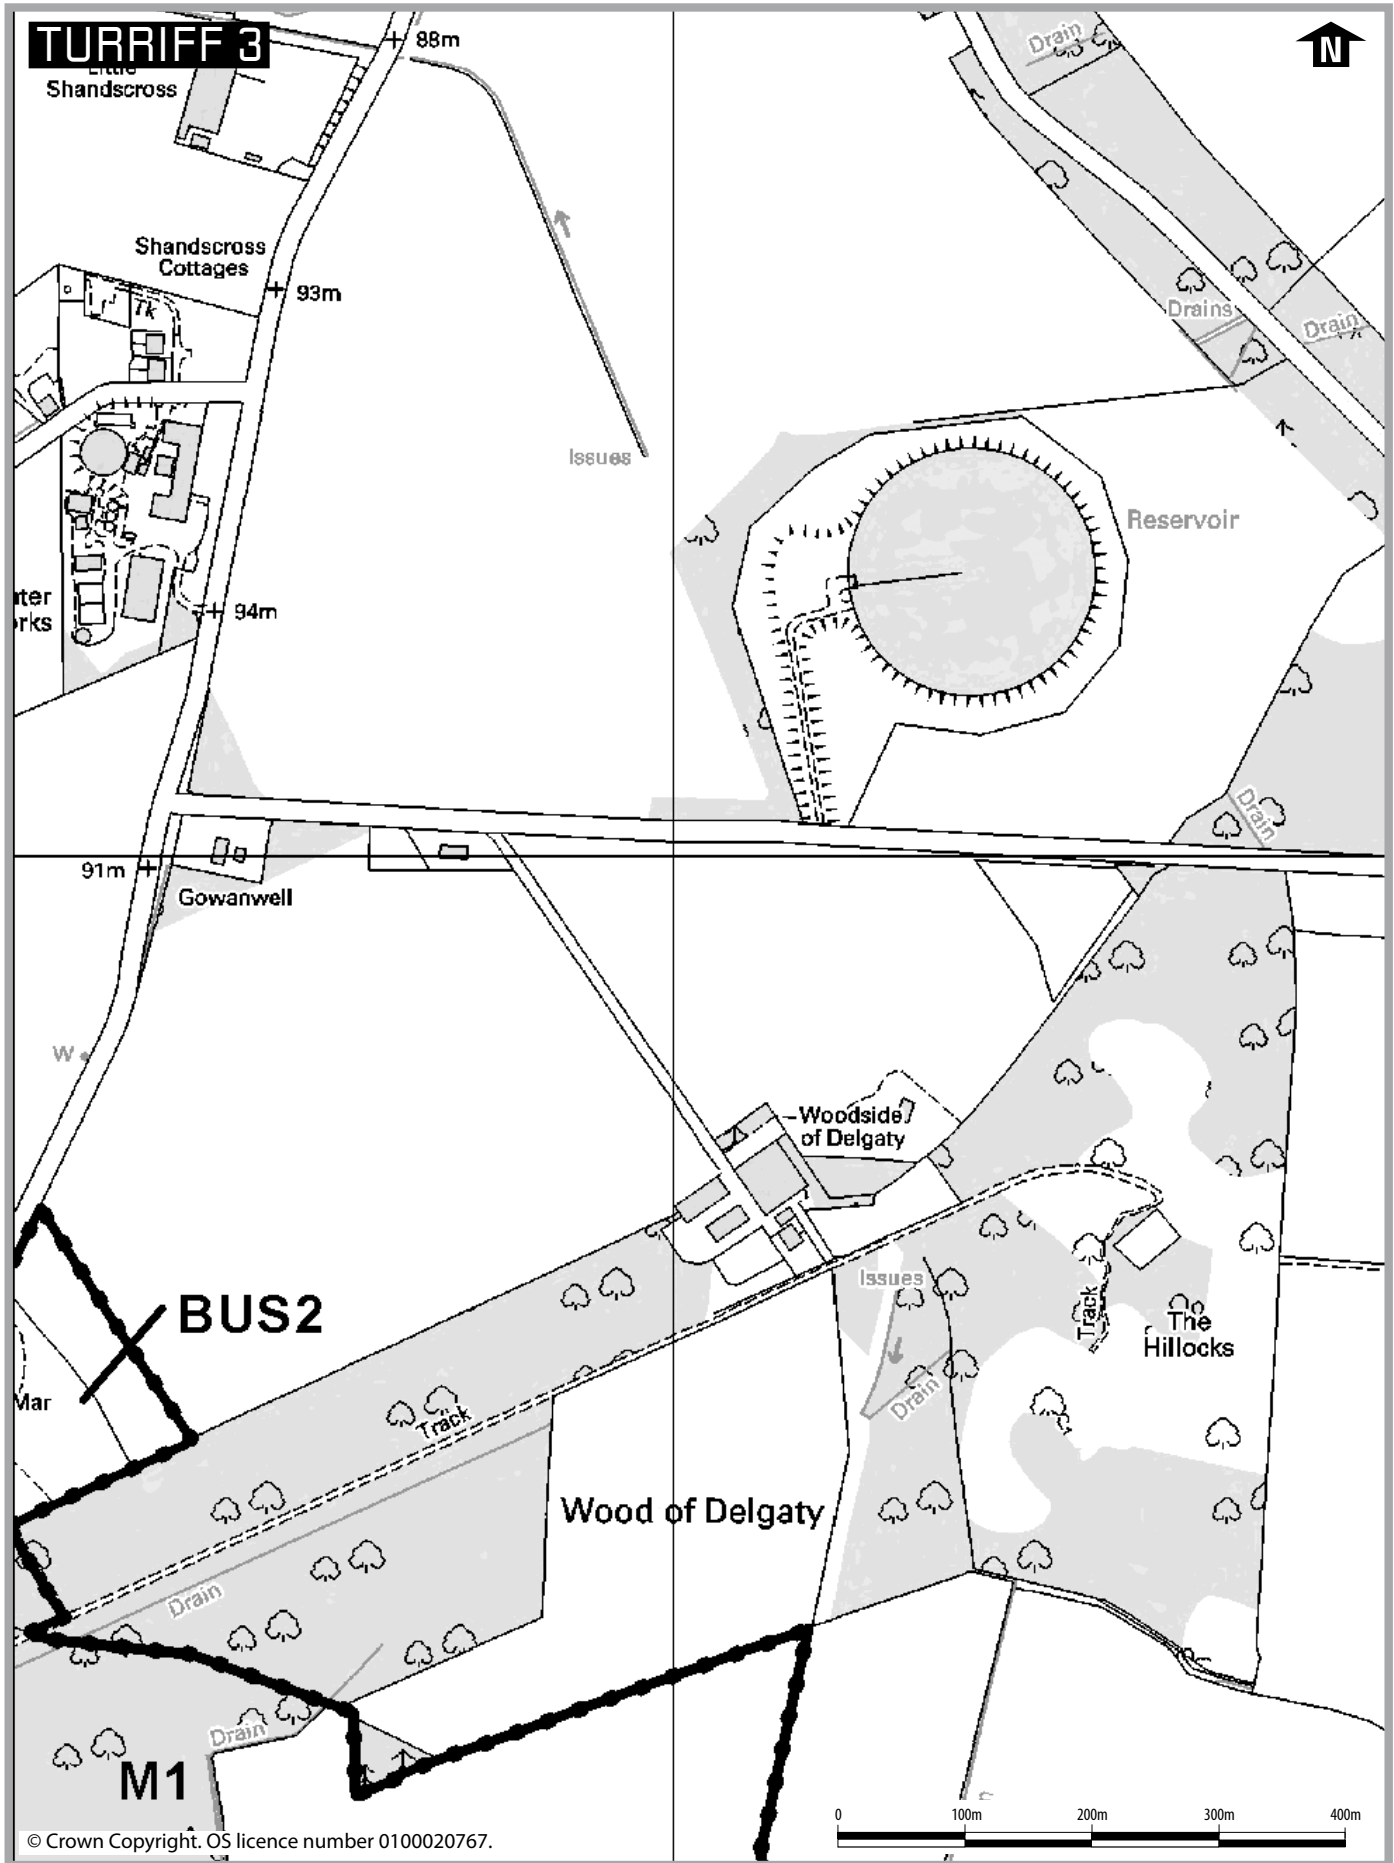 TURRIFF 3
N
88m
Drain
Little
Shandscross
Shandscross
Cottages
93m
Tk
Drains
Drain
Issues
Reservoir
ater
rks
94m
Drain
91m
Gowanwell
W
Woodside
of Delgaty
Issues
BUS2
Track
The
Hillocks
Mar
Drain
Track
Wood of Delgaty
Drain
Drain
M1
0 100m 200m 300m 400m
© Crown Copyright. OS licence number 0100020767.